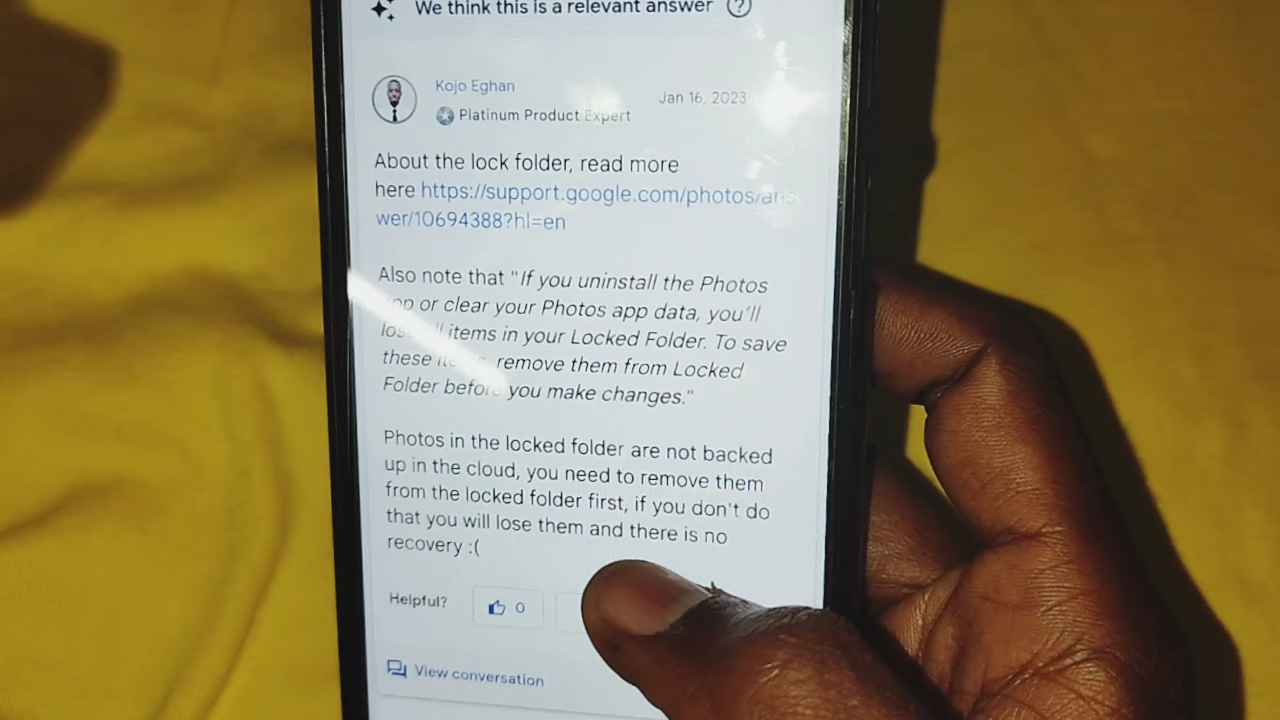 We think this is a relevant answer ?
Kojo Eghan
Jan 16, 2023
Platinum Product Expert
About the lock folder, read more
here https://support.google.com/photos/ans
wer/10694388?hl=en
Also note that "If you uninstall the Photos
or clear your Photos app data, you'll
items in your Locked Folder. To save
these remove them from Locked
Folder before you make changes."
Photos in the locked folder are not backed
up in the cloud, you need to remove them
from the locked folder first, if you don't do
that you will lose them and there is no
recovery :(
Helpful?
0
View conversation